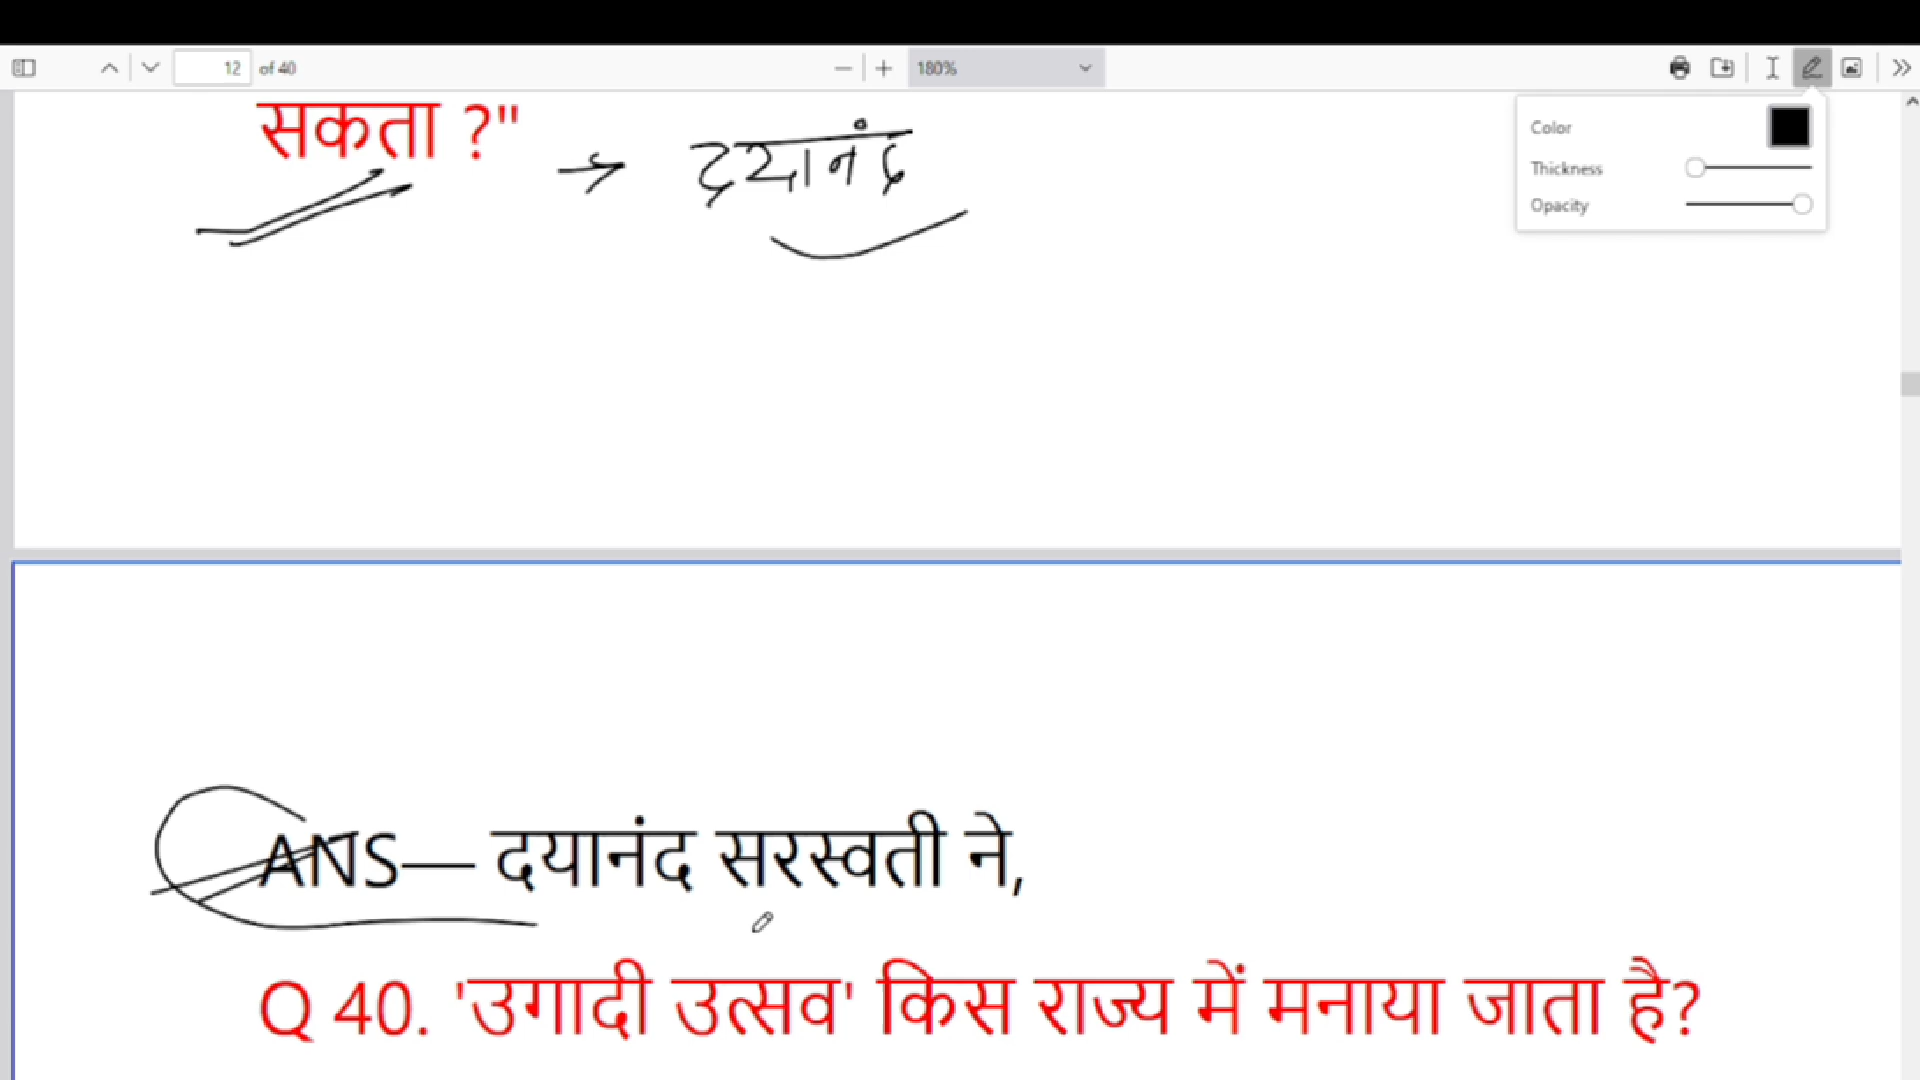 12 of 40
180%
सकता ?"
→ दयानंद
Color
Thickness
Opacity
ANS— दयानंद सरस्वती ने,
Q 40. 'उगादी उत्सव' किस राज्य में मनाया जाता है?